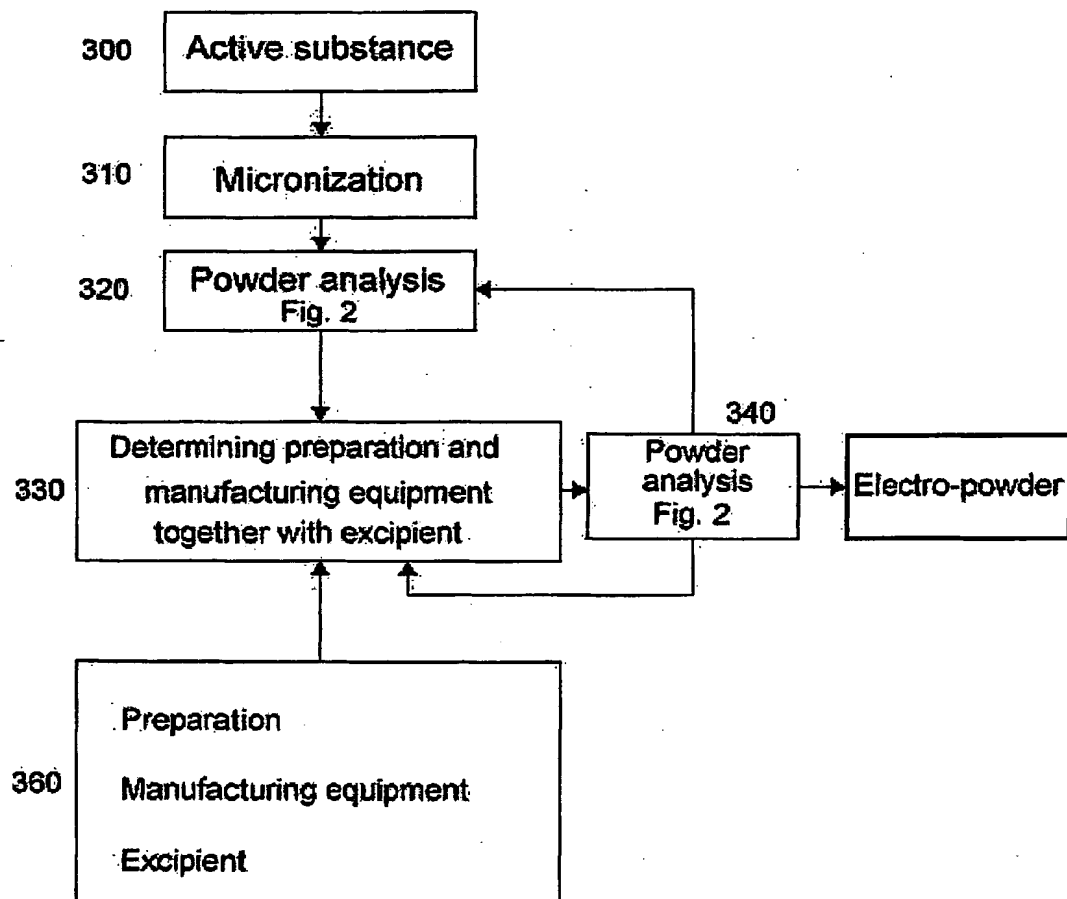 300 Active substance
310 Micronization
320 Powder analysis
Fig. 2
340
330 Determining preparation and
manufacturing equipment
together with excipient
Powder
analysis
Fig. 2
Electro-powder
360
Preparation
Manufacturing equipment
Excipient